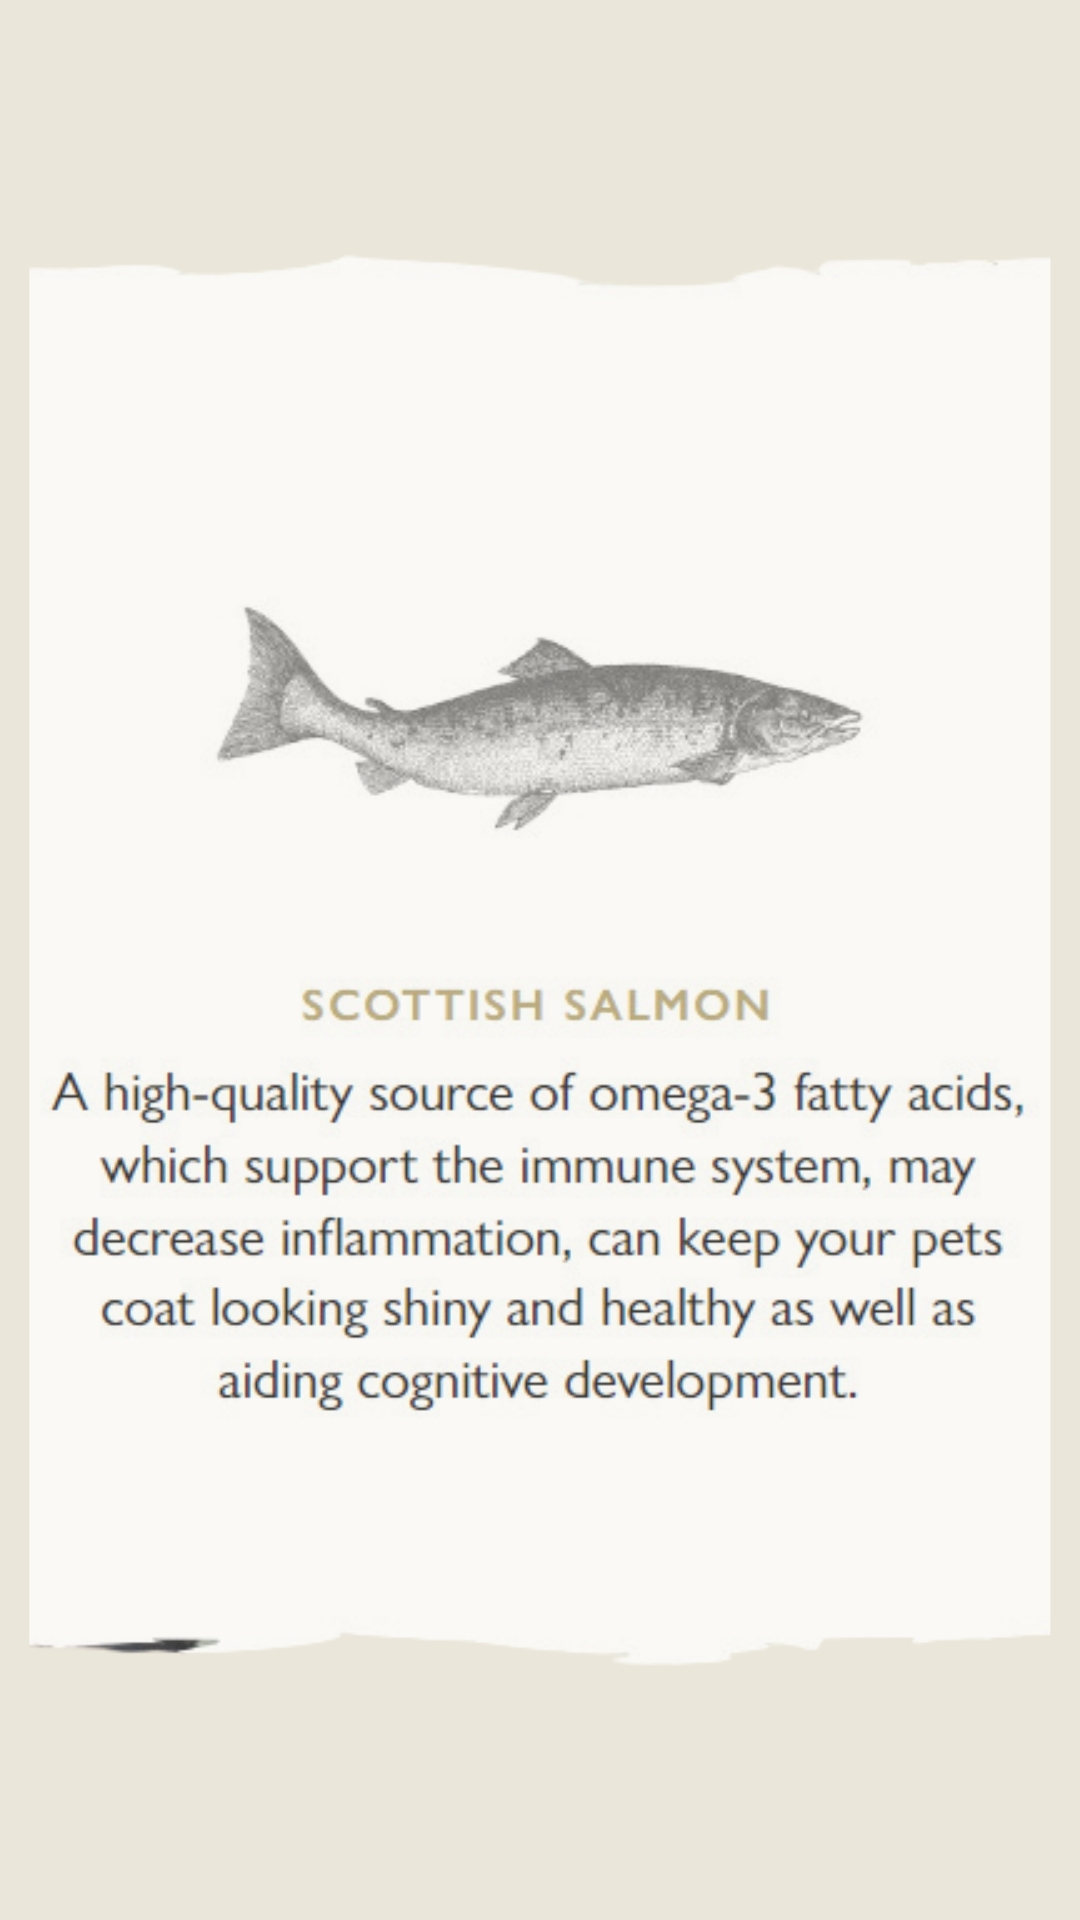 SCOTTISH SALMON
A high-quality source of omega-3 fatty acids,
which support the immune system, may
decrease inflammation, can keep your pets
coat looking shiny and healthy as well as
aiding cognitive development.